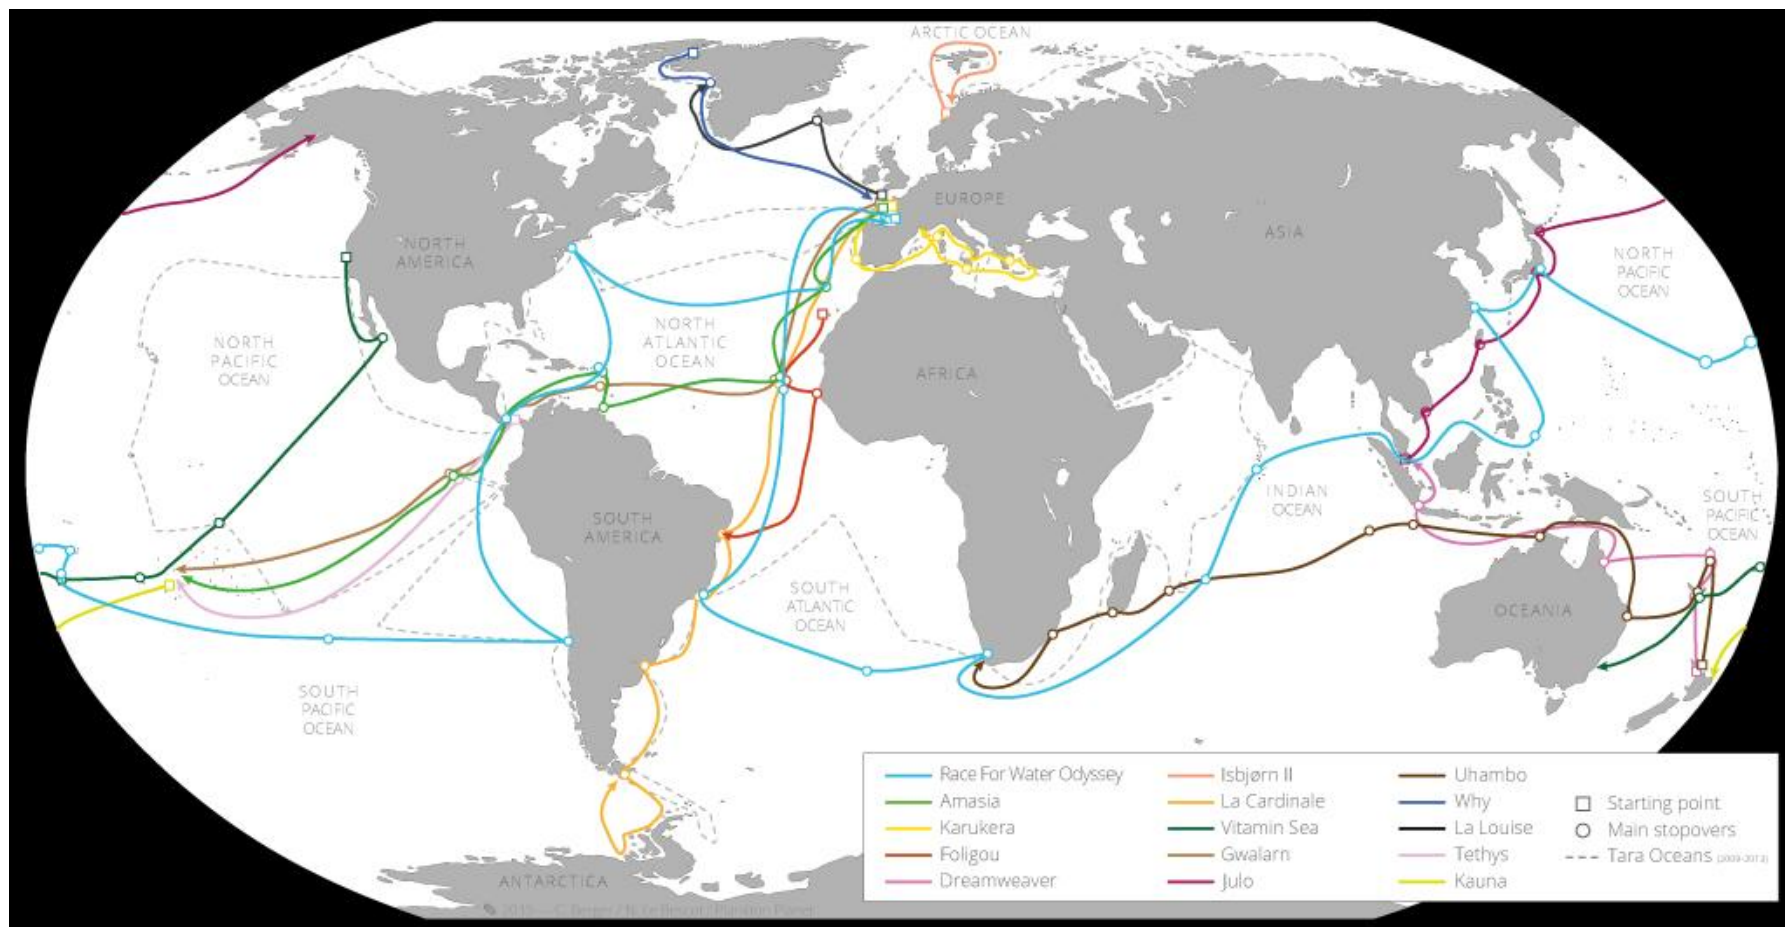 ARCTIC OCEAN
EUROPE
NORTH
AMERICA
ASIA
NORTH
PACIFIC
OCEAN
NORTH
ATLANTIC
OCEAN
NORTH
PACIFIC
OCEAN
AFRICA
INDIAN
OCEAN
SOUTH
PACIFIC
OCEAN
SOUTH
AMERICA
SOUTH
ATLANTIC
OCEAN
OCEANIA
SOUTH
PACIFIC
OCEAN
ANTARCTICA
Race For Water Odyssey
Amasia
Karukera
Foligou
Dreamweaver
Isbjørn II
La Cardinale
Vitamin Sea
Gwalarn
Julo
Uhambo
Why
La Louise
Tethys
Kauna
Starting point
Main stopovers
Tara Oceans (2009-2013)